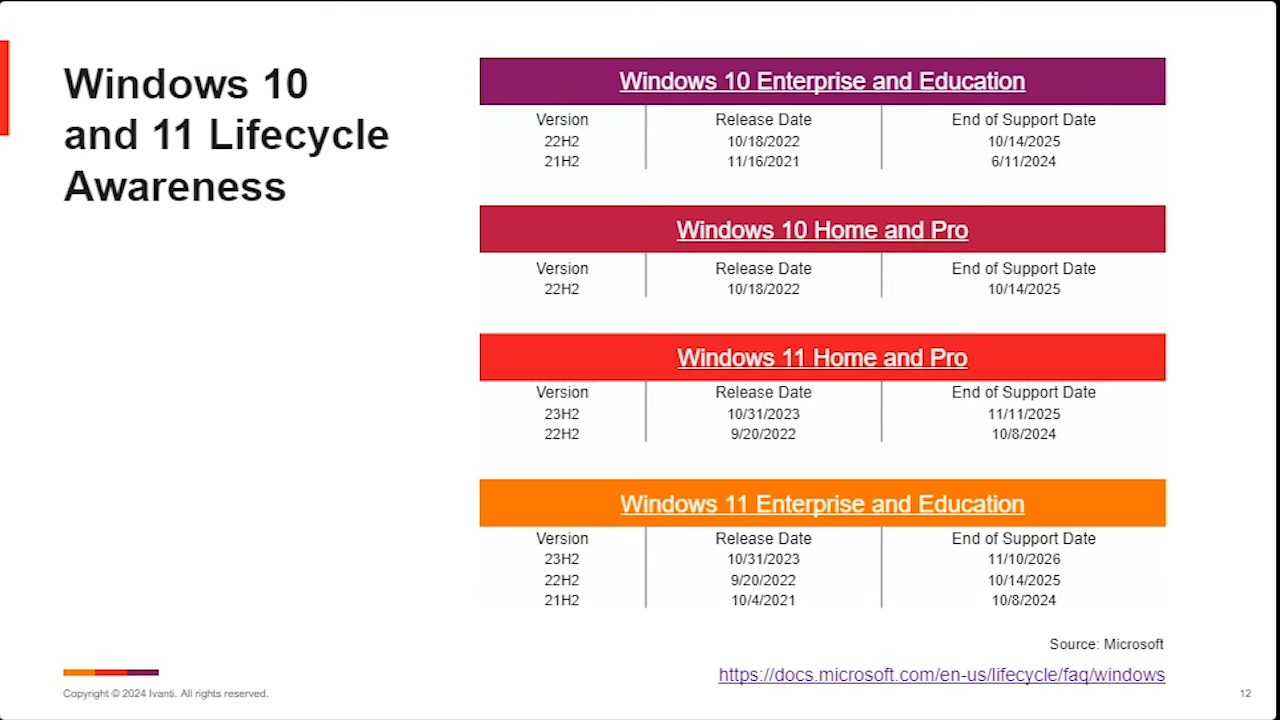 Windows 10
and 11 Lifecycle
Awareness
Windows 10 Enterprise and Education
Version Release Date End of Support Date
22H2 10/18/2022 10/14/2025
21H2 11/16/2021 6/11/2024
Windows 10 Home and Pro
Version Release Date End of Support Date
22H2 10/18/2022 10/14/2025
Windows 11 Home and Pro
Version Release Date End of Support Date
23H2 10/31/2023 11/11/2025
22H2 9/20/2022 10/8/2024
Windows 11 Enterprise and Education
Version Release Date End of Support Date
23H2 10/31/2023 11/10/2026
22H2 9/20/2022 10/14/2025
21H2 10/4/2021 10/8/2024
Source: Microsoft
https://docs.microsoft.com/en-us/lifecycle/faq/windows
Copyright © 2024 Ivanti. All rights reserved.
12